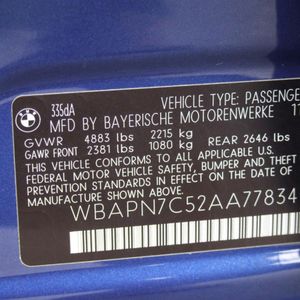 BMW
335dA
VEHICLE TYPE: PASSENGE
MFD BY BAYERISCHE MOTORENWERKE 11
GVWR 4883 lbs 2215 kg
GAWR FRONT 2381 lbs 1080 kg REAR 2646 lbs
THIS VEHICLE CONFORMS TO ALL APPLICABLE
U.S. FEDERAL MOTOR VEHICLE SAFETY,
BUMPER, AND THEFT PREVENTION
STANDARDS IN EFFECT ON THE DATE OF
MANUFACTURE SHOWN ABOVE.
WBAPN7C52AA77834